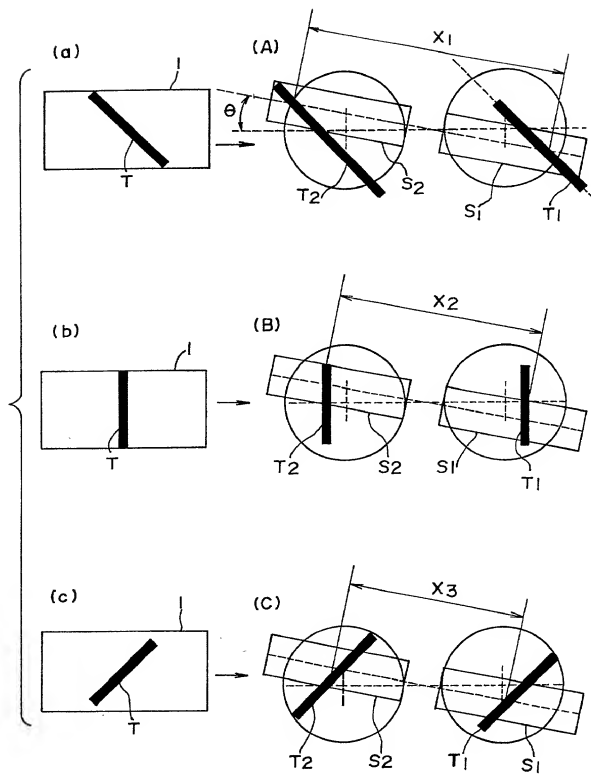 (a) 1 (A) X1
θ
T T2 S2 S1 T1
(b) 1 (B) X2
T T2 S2 S1 T1
(c) 1 (C) X3
T T2 S2 T1 S1